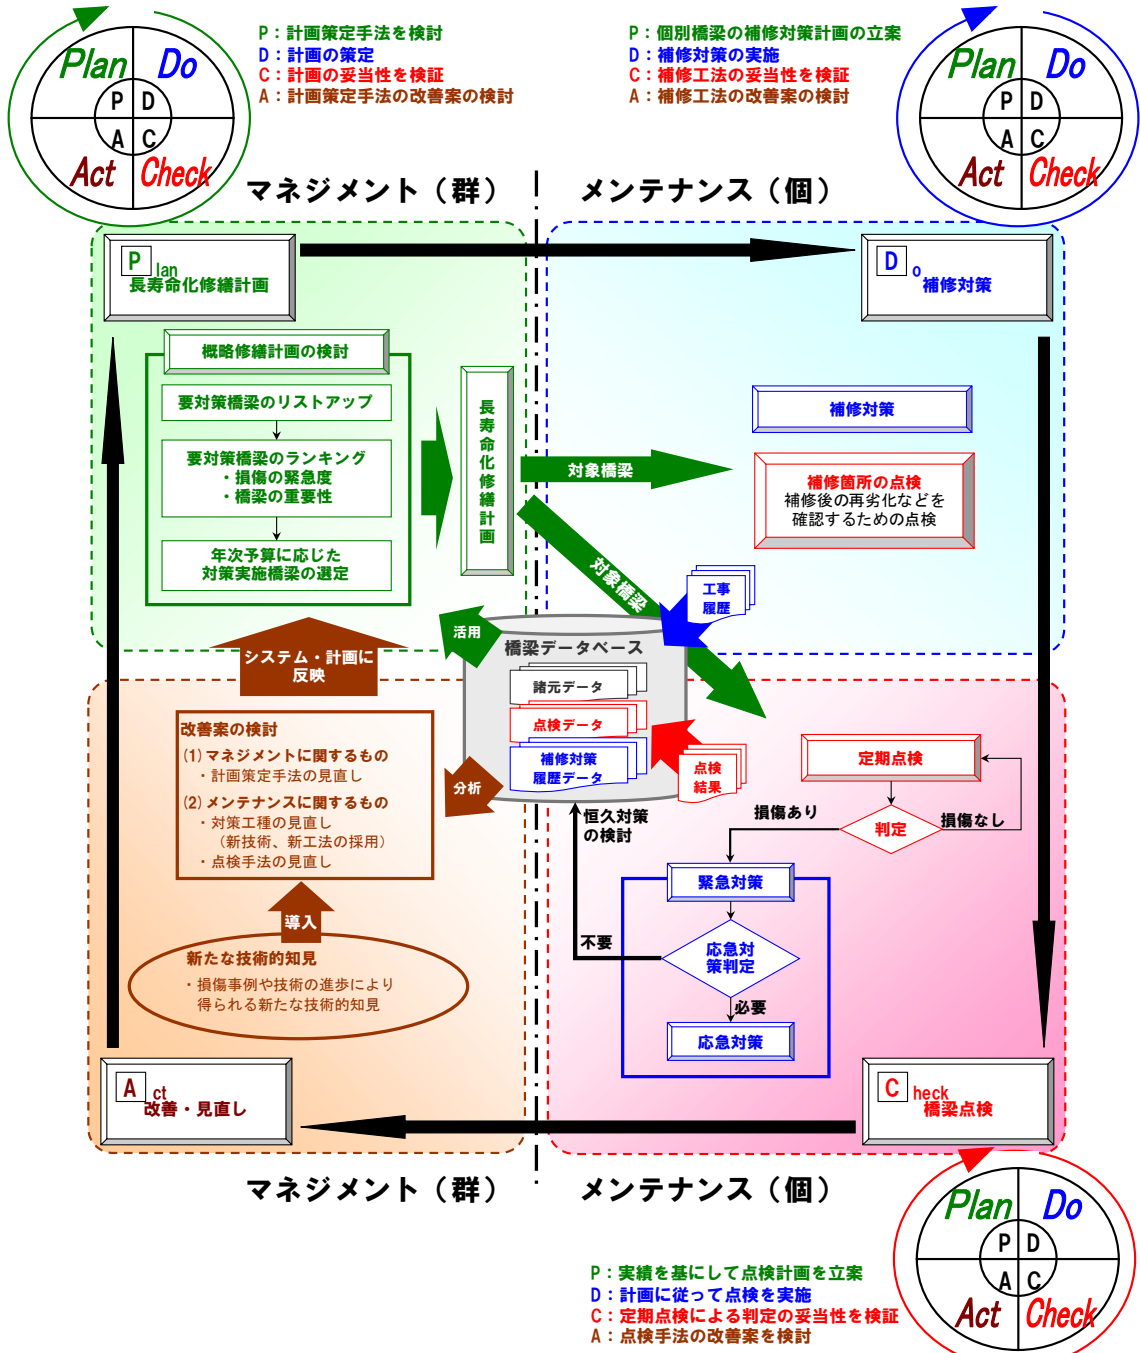 Plan
Do
P
D
A
C
Act
Check
P：計画策定手法を検討
D：計画の策定
C：計画の妥当性を検証
A：計画策定手法の改善案の検討
P：個別橋梁の補修対策計画の立案
D：補修対策の実施
C：補修工法の妥当性を検証
A：補修工法の改善案の検討
Plan
Do
P
D
A
C
Act
Check
マネジメント（群）
メンテナンス（個）
P lan
長寿命化修繕計画
D o
補修対策
概略修繕計画の検討
要対策橋梁のリストアップ
要対策橋梁のランキング
・損傷の緊急度
・橋梁の重要性
年次予算に応じた
対策実施橋梁の選定
長寿命化修繕計画
対象橋梁
対象橋梁
補修対策
補修箇所の点検
補修後の再劣化などを
確認するための点検
工事
履歴
活用
橋梁データベース
諸元データ
点検データ
補修対策
履歴データ
分析
点検
結果
システム・計画に
反映
改善案の検討
(1)マネジメントに関するもの
・計画策定手法の見直し
(2)メンテナンスに関するもの
・対策工種の見直し
（新技術、新工法の採用）
・点検手法の見直し
導入
新たな技術的知見
・損傷事例や技術の進歩により
得られる新たな技術的知見
恒久対策
の検討
定期点検
判定
損傷あり
損傷なし
緊急対策
応急対
策判定
不要
必要
応急対策
A ct
改善・見直し
C heck
橋梁点検
マネジメント（群）
メンテナンス（個）
P：実績を基にして点検計画を立案
D：計画に従って点検を実施
C：定期点検による判定の妥当性を検証
A：点検手法の改善案を検討
Plan
Do
P
D
A
C
Act
Check